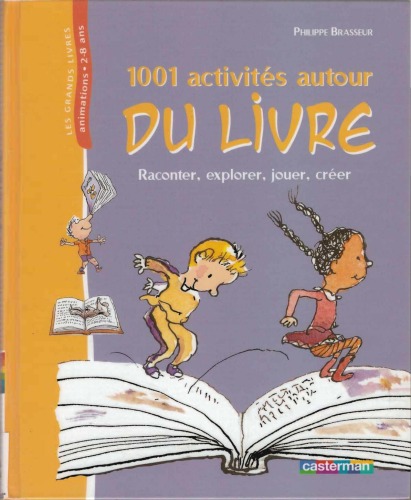 PHILIPPE BRASSEUR
LES GRANDS LIVRES
animations • 2-8 ans
1001 activités autour
DU LIVRE
Raconter, explorer, jouer, créer
casterman